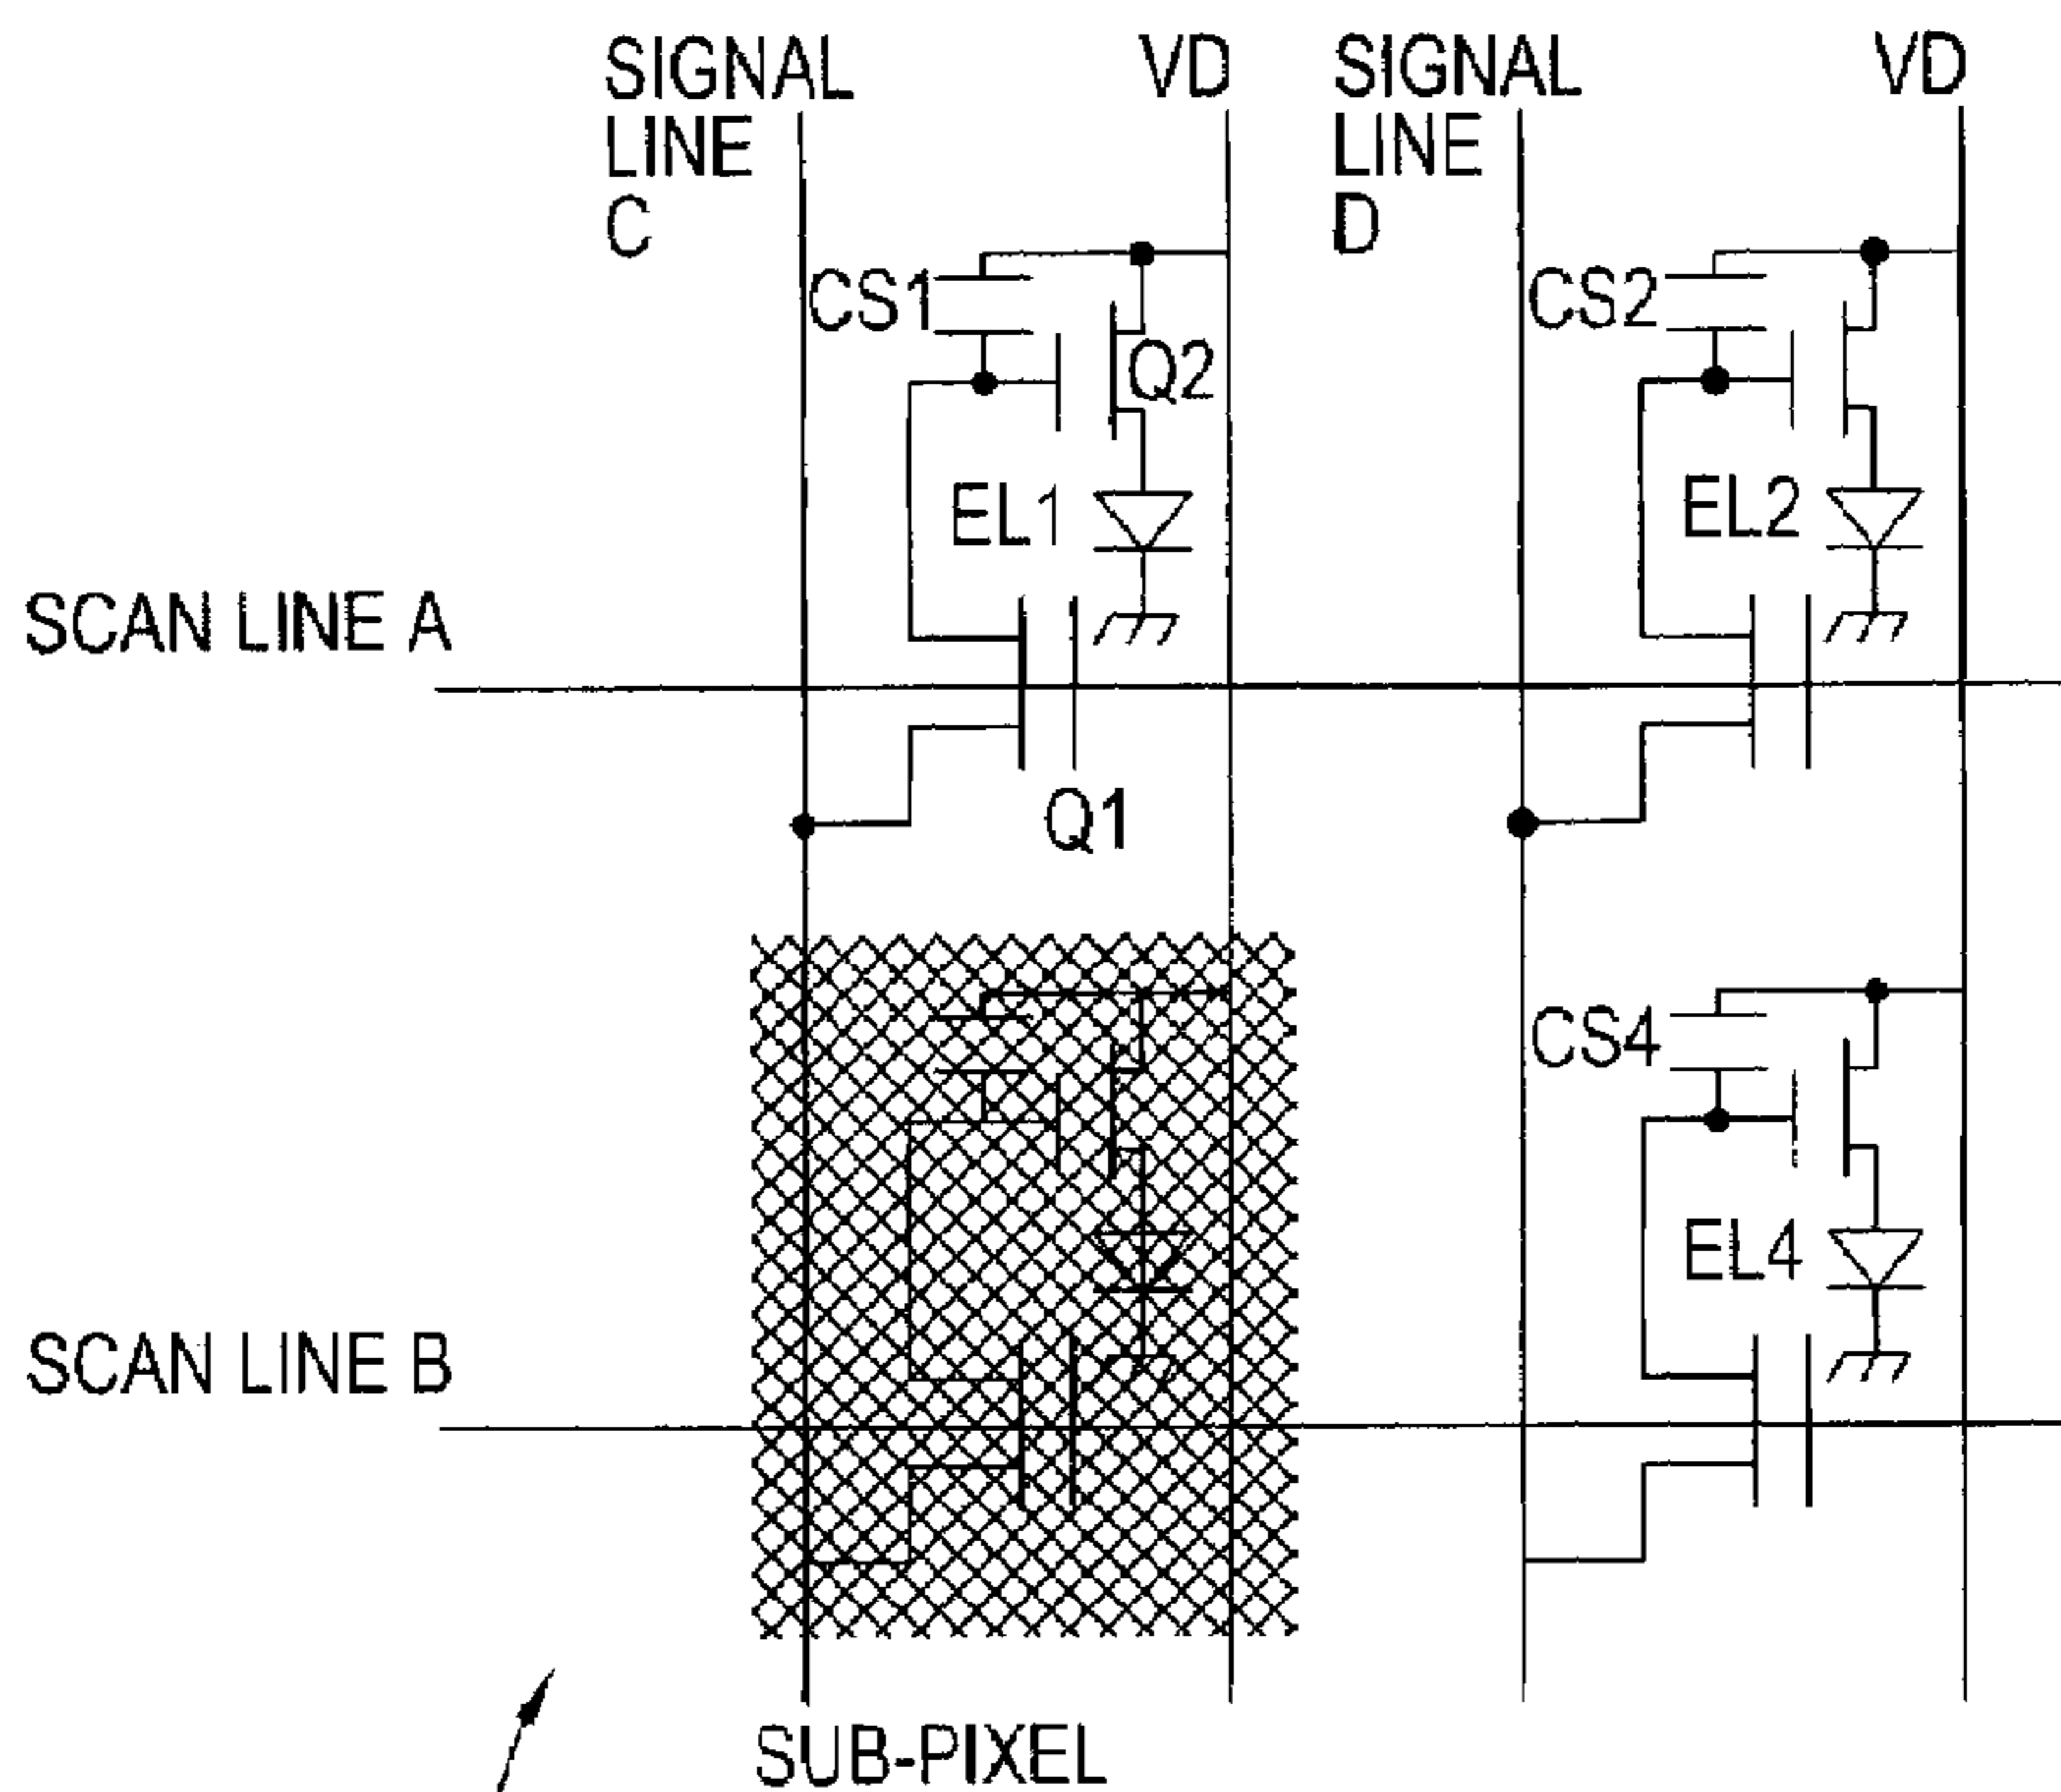 SIGNAL
LINE
C
VD
SIGNAL
LINE
D
VD
CS1
Q2
CS2
EL1
EL2
SCAN LINE A
Q1
CS4
EL4
SCAN LINE B
SUB-PIXEL